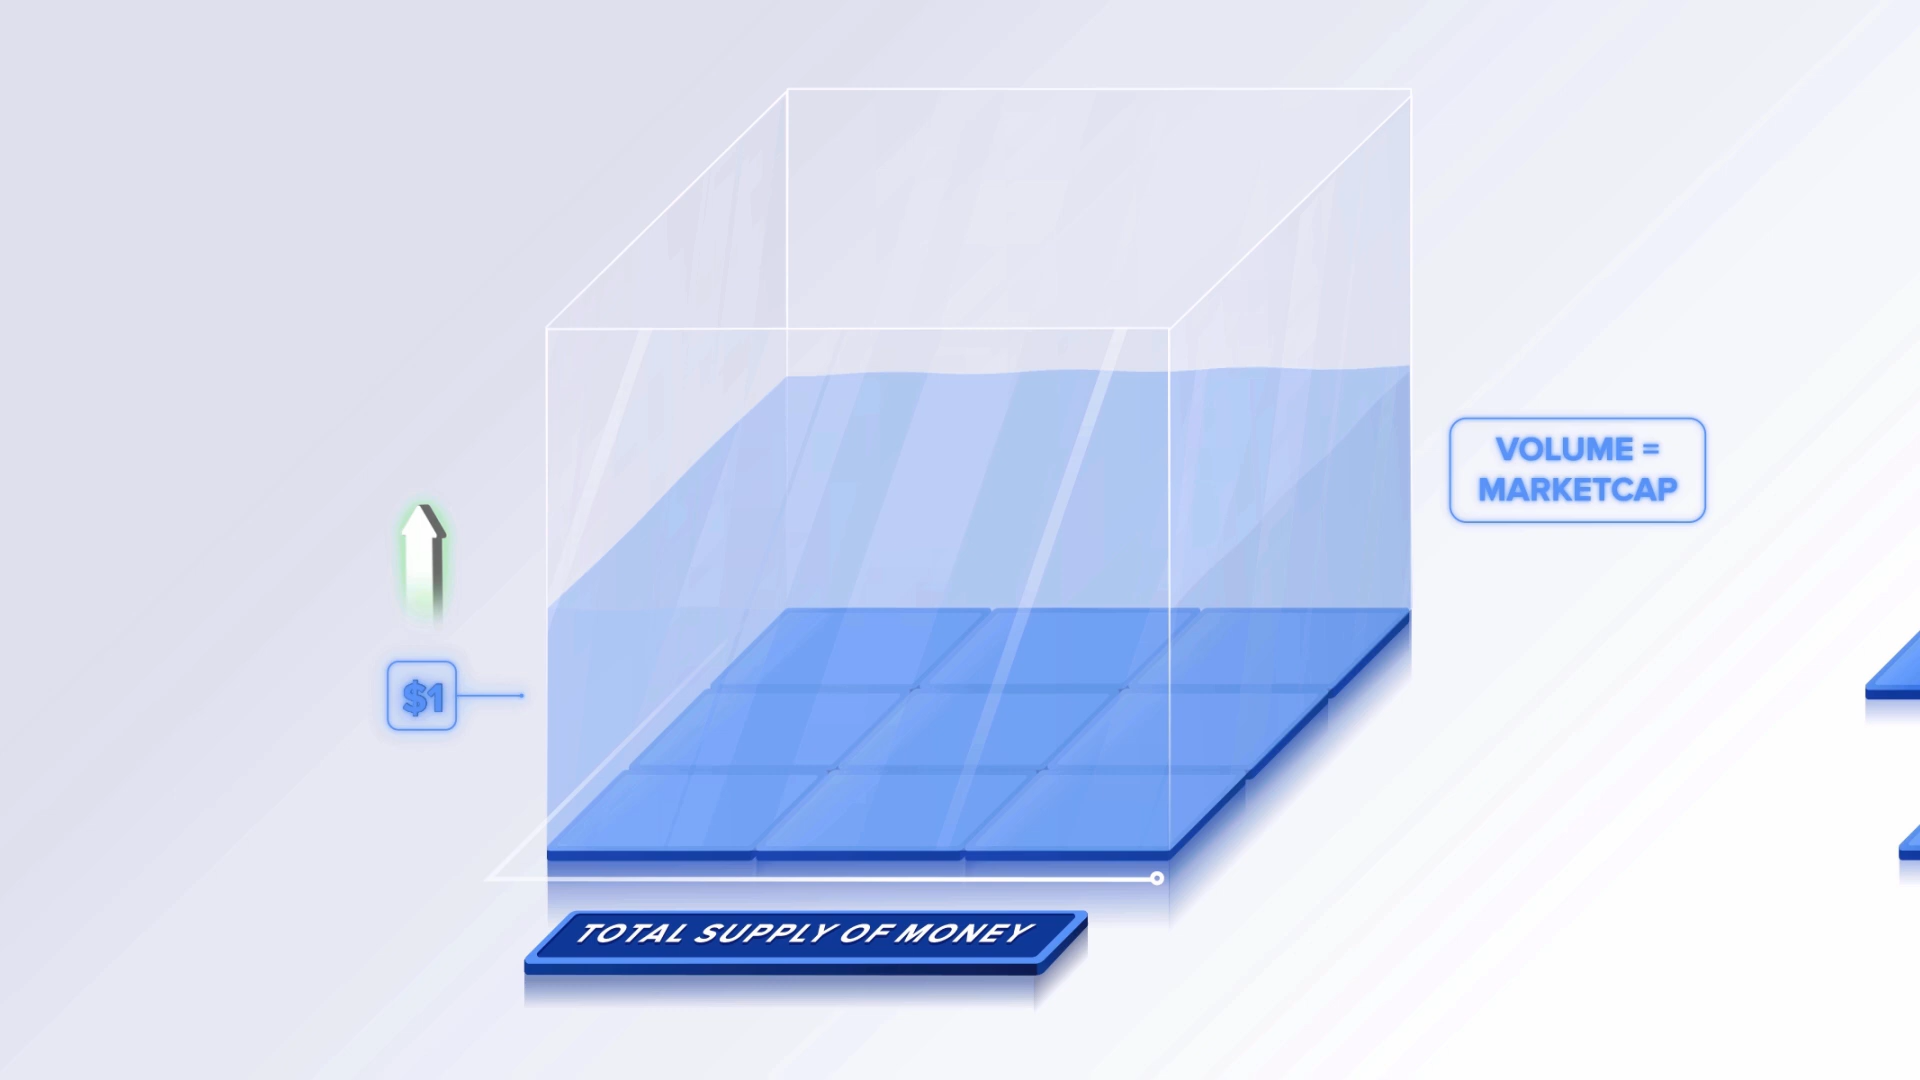 VOLUME =
MARKETCAP
$1
TOTAL SUPPLY OF MONEY